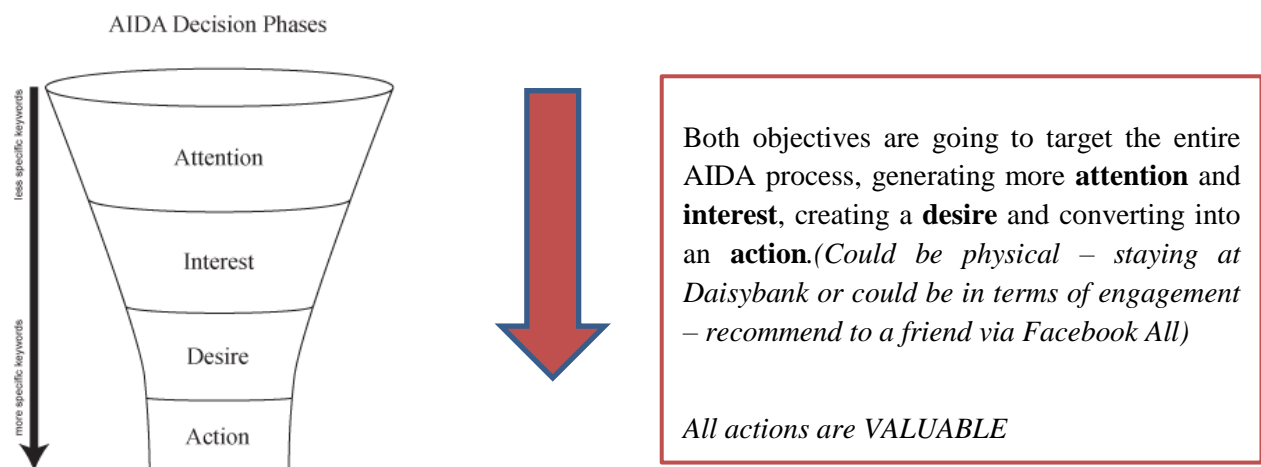 AIDA Decision Phases
less specific keywords
more specific keywords
Attention
Interest
Desire
Action
Both objectives are going to target the entire
AIDA process, generating more attention and
interest, creating a desire and converting into
an action.(Could be physical – staying at
Daisybank or could be in terms of engagement
– recommend to a friend via Facebook All)
All actions are VALUABLE